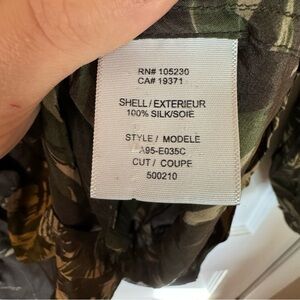 RN# 105230
CA# 19371
SHELL/EXTERIEUR
100% SILK/SOIE
STYLE / MODELE
A95-E035C
CUT / COUPE
500210